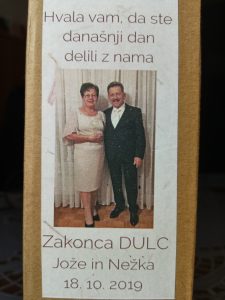 Hvala vam, da ste
današnji dan
delili z nama
Zakonca DULC
Jože in Nežka
18. 10. 2019